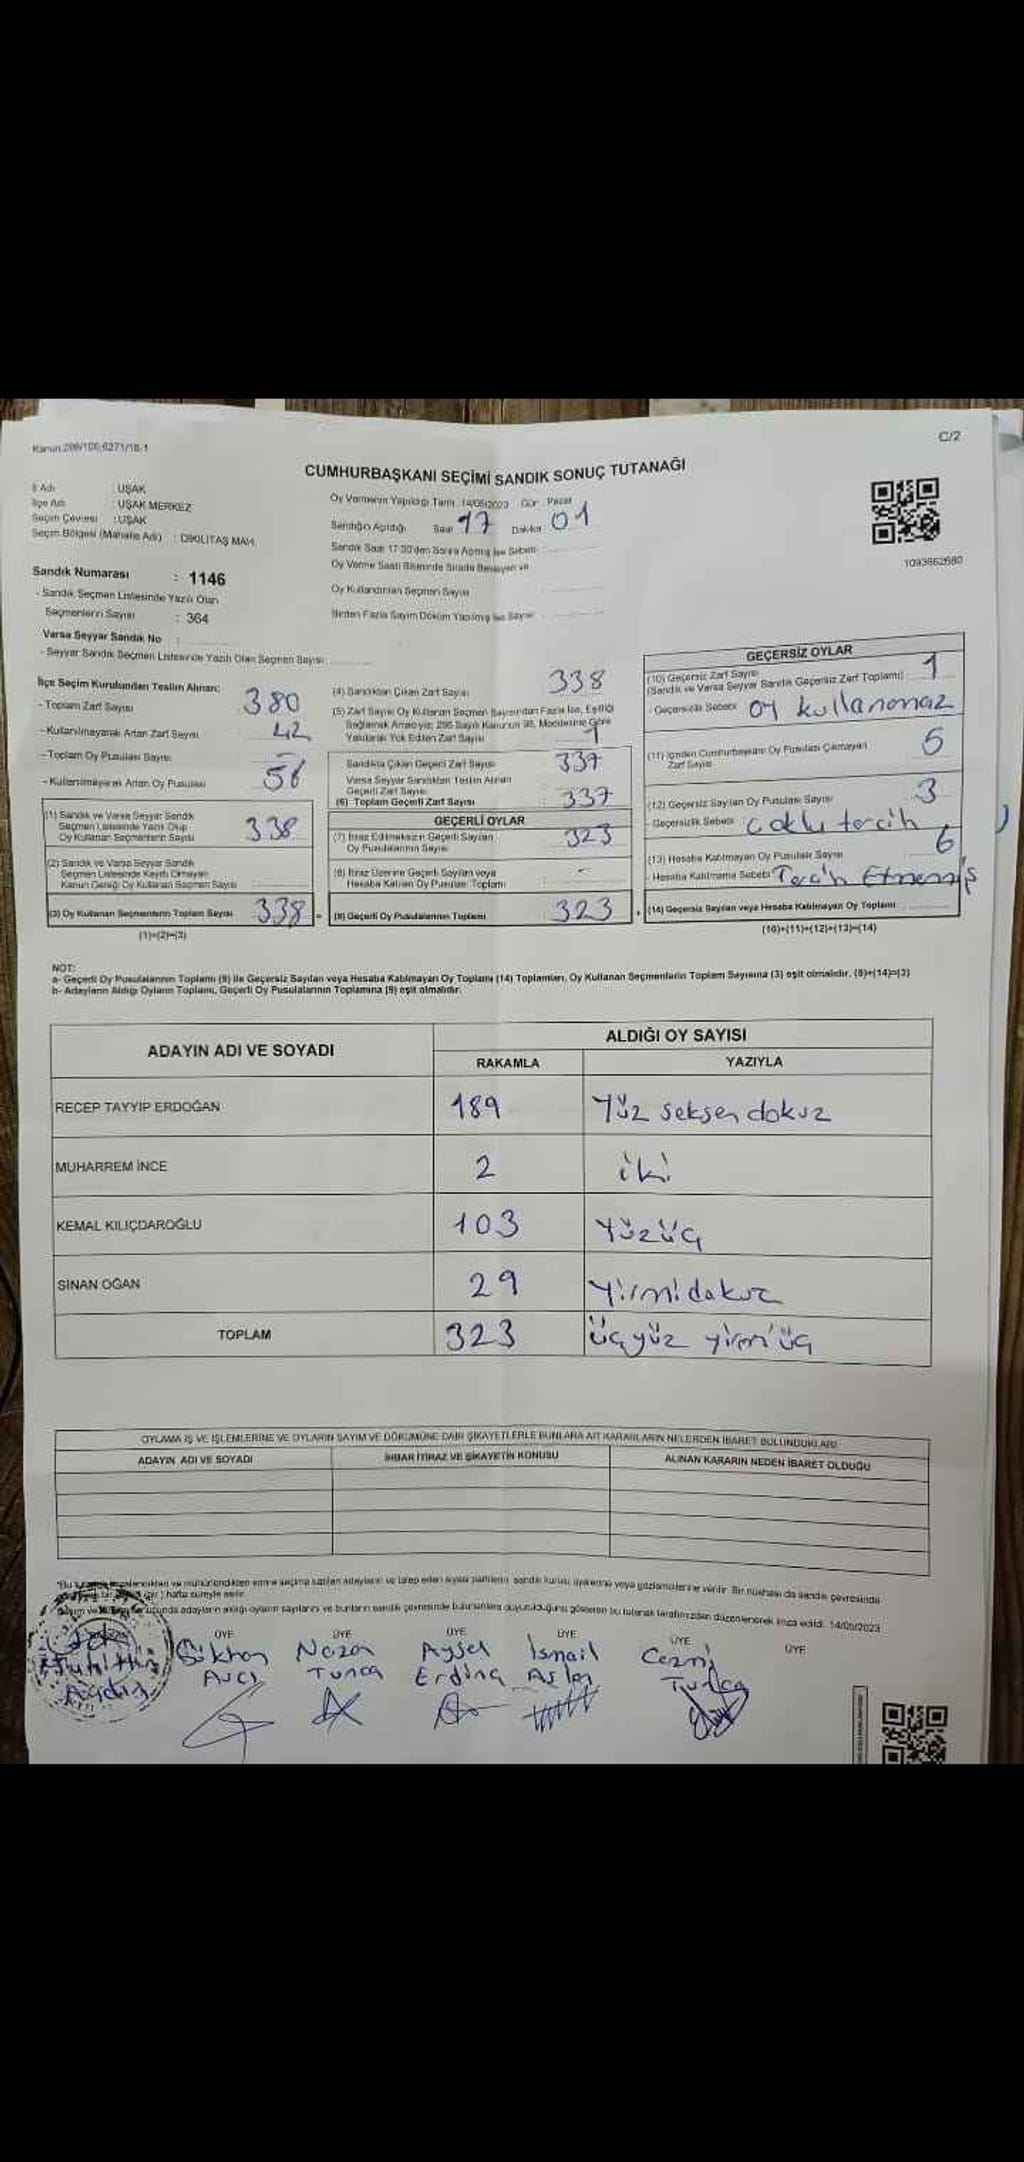 Kanun:298/106;6271/18-1
C/2
CUMHURBAŞKANI SEÇİMİ SANDIK SONUÇ TUTANAĞI
İl Adı : UŞAK
İlçe Adı : UŞAK MERKEZ
Seçim Çevresi : UŞAK
Seçim Bölgesi (Mahalle Adı) : DİKİLİTAŞ MAH.
Oy Vermenin Yapıldığı Tarih : 14/05/2023 Gün : Pazar
Sandığın Açıldığı Saat 17 Dakika 01
Sandık Saat 17:00'den Sonra Açılmış İse Sebebi
Oy Verme Saati Bitiminde Sırada Bekleyen ve
Oy Kullandırılan Seçmen Sayısı
Birden Fazla Sayım Döküm Yapılmış İse Sayısı
1093662680
Sandık Numarası : 1146
- Sandık Seçmen Listesinde Yazılı Olan
Seçmenlerin Sayısı : 364
Varsa Seyyar Sandık No :
- Seyyar Sandık Seçmen Listesinde Yazılı Olan Seçmen Sayısı:
İlçe Seçim Kurulundan Teslim Alınan:
- Toplam Zarf Sayısı 380
- Kullanılmayarak Artan Zarf Sayısı 42
- Toplam Oy Pusulası Sayısı -
- Kullanılmayarak Artan Oy Pusulası 56
(1) Sandık ve Varsa Seyyar Sandık
Seçmen Listesinde Yazılı Olup
Oy Kullanan Seçmenlerin Sayısı 338
(2) Sandık ve Varsa Seyyar Sandık
Seçmen Listesinde Kayıtlı Olmayan
Kanun Gereği Oy Kullanan Seçmen Sayısı
(3) Oy Kullanan Seçmenlerin Toplam Sayısı 338 =
(1)+(2)=(3)
(4) Sandıktan Çıkan Zarf Sayısı 338
(5) Zarf Sayısı Oy Kullanan Seçmen Sayısından Fazla İse, Eşitliği
Sağlamak Amacıyla; 298 Sayılı Kanunun 98. Maddesine Göre
Yakılarak Yok Edilen Zarf Sayısı 1
Sandıkta Çıkan Geçerli Zarf Sayısı 337
Varsa Seyyar Sandıktan Teslim Alınan
Geçerli Zarf Sayısı
(6) Toplam Geçerli Zarf Sayısı 337
GEÇERLİ OYLAR
(7) İtiraz Edilmeksizin Geçerli Sayılan
Oy Pusulalarının Sayısı 323
(8) İtiraz Üzerine Geçerli Sayılan veya
Hesaba Katılan Oy Pusulası Toplamı -
(9) Geçerli Oy Pusulalarının Toplamı 323 +
GEÇERSİZ OYLAR
(10) Geçersiz Zarf Sayısı 1
(Sandık ve Varsa Seyyar Sandık Geçersiz Zarf Toplamı)
- Geçersizlik Sebebi oy kullanamaz
(11) İçinden Cumhurbaşkanı Oy Pusulası Çıkmayan
Zarf Sayısı 5
(12) Geçersiz Sayılan Oy Pusulası Sayısı 3
- Geçersizlik Sebebi: çoklu tercih
(13) Hesaba Katılmayan Oy Pusulası Sayısı 6
- Hesaba Katılmama Sebebi: Tercih Etmemiş
(14) Geçersiz Sayılan veya Hesaba Katılmayan Oy Toplamı
(10)+(11)+(12)+(13)=(14)
NOT:
a- Geçerli Oy Pusulalarının Toplamı (9) ile Geçersiz Sayılan veya Hesaba Katılmayan Oy Toplamı (14) Toplamları, Oy Kullanan Seçmenlerin Toplam Sayısına (3) eşit olmalıdır. (9)+(14)=(3)
b- Adayların Aldığı Oyların Toplamı, Geçerli Oy Pusulalarının Toplamına (9) eşit olmalıdır.
ADAYIN ADI VE SOYADI
ALDIĞI OY SAYISI
RAKAMLA YAZIYLA
RECEP TAYYİP ERDOĞAN 189 Yüz seksen dokuz
MUHARREM İNCE 2 iki
KEMAL KILIÇDAROĞLU 103 Yüzüç
SİNAN OĞAN 29 Yirmidokuz
TOPLAM 323 üçyüz yirmiüç
OYLAMA İŞ VE İŞLEMLERİNE VE OYLARIN SAYIM VE DÖKÜMÜNE DAİR ŞİKAYETLERLE BUNLARA AİT KARARLARIN NELERDEN İBARET BULUNDUKLARI
ADAYIN ADI VE SOYADI İHBAR İTİRAZ VE ŞİKAYETİN KONUSU ALINAN KARARIN NEDEN İBARET OLDUĞU
ve mühürlendikten sonra seçime katılan adayların ve talep eden siyasi partilerin sandık kurulu üyelerine veya gözlemcilerine verilir. Bir nüshası da sandık çevresinde
hafta süreyle asılır.
adayların aldığı oyların sayılarını ve bunların sandık çevresinde bulunanlara duyurulduğunu gösteren bu tutanak tarafımızdan düzenlenerek imza edildi. 14/05/2023
ÜYE ÜYE ÜYE ÜYE ÜYE ÜYE
Gökhan Nazan Aysel İsmail Cezmi
Aydın Avcı Tunca Erdinç Aslan Tunca